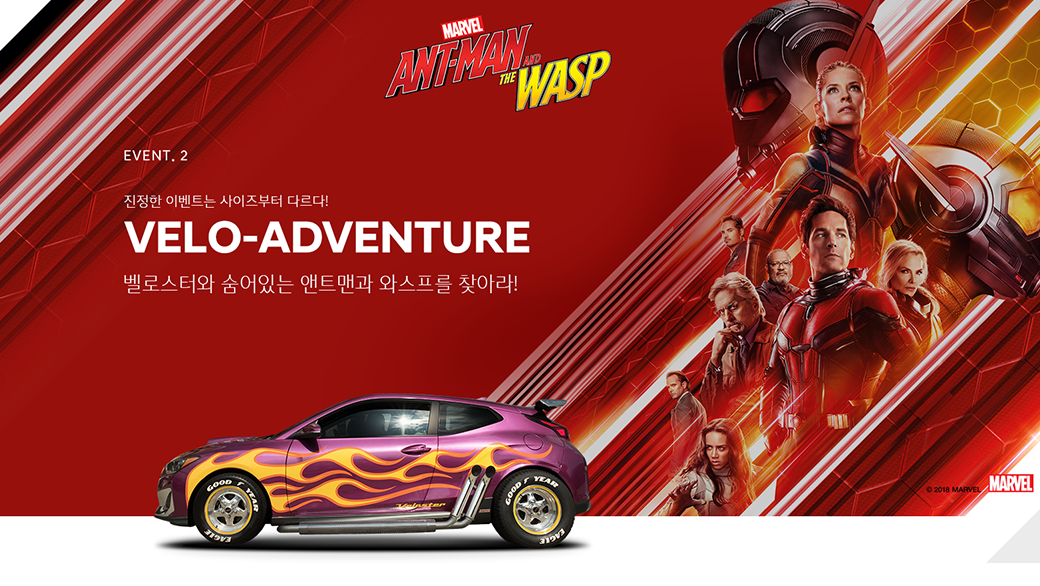 MARVEL
ANT-MAN AND
THE WASP
EVENT. 2
진정한 이벤트는 사이즈부터 다르다!
VELO-ADVENTURE
벨로스터와 숨어있는 앤트맨과 와스프를 찾아라!
GOOD YEAR
EAGLE
Veloster
GOOD YEAR
EAGLE
© 2018 MARVEL
MARVEL